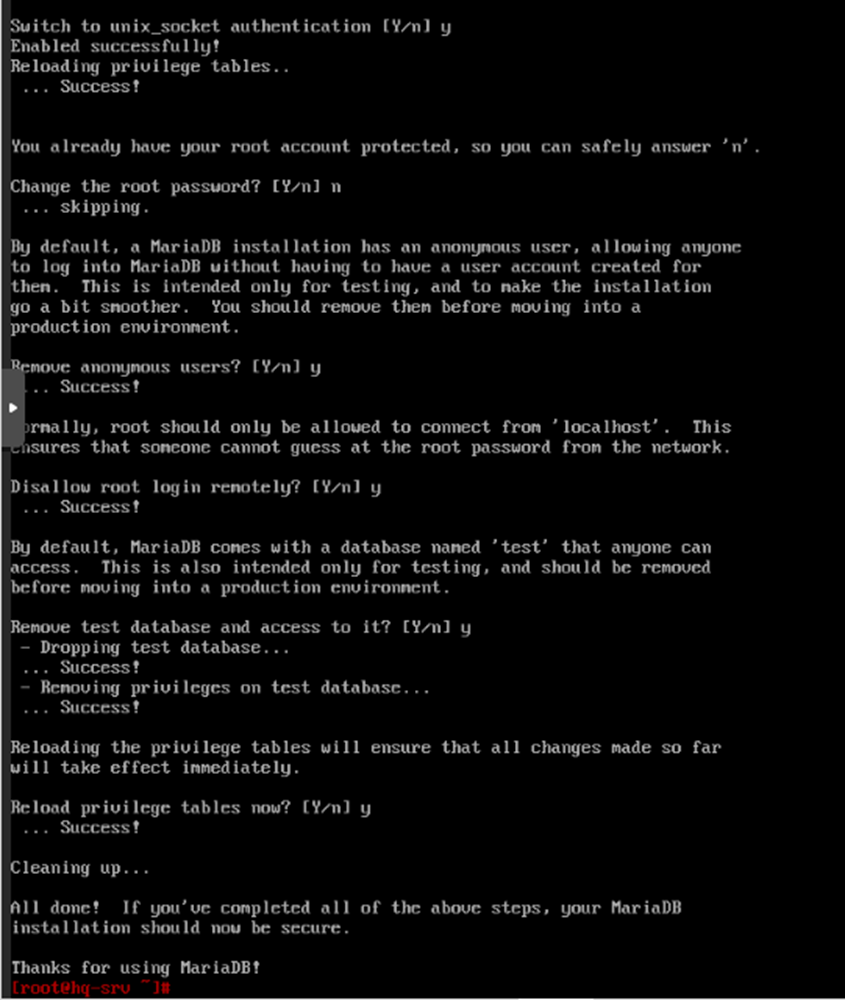 Switch to unix_socket authentication [Y/n] y
Enabled successfully!
Reloading privilege tables..
 ... Success!
You already have your root account protected, so you can safely answer 'n'.
Change the root password? [Y/n] n
 ... skipping.
By default, a MariaDB installation has an anonymous user, allowing anyone
to log into MariaDB without having to have a user account created for
them.  This is intended only for testing, and to make the installation
go a bit smoother.  You should remove them before moving into a
production environment.
Remove anonymous users? [Y/n] y
... Success!
ormally, root should only be allowed to connect from 'localhost'.  This
ensures that someone cannot guess at the root password from the network.
Disallow root login remotely? [Y/n] y
 ... Success!
By default, MariaDB comes with a database named 'test' that anyone can
access.  This is also intended only for testing, and should be removed
before moving into a production environment.
Remove test database and access to it? [Y/n] y
 - Dropping test database...
 ... Success!
 - Removing privileges on test database...
 ... Success!
Reloading the privilege tables will ensure that all changes made so far
will take effect immediately.
Reload privilege tables now? [Y/n] y
 ... Success!
Cleaning up...
All done!  If you've completed all of the above steps, your MariaDB
installation should now be secure.
Thanks for using MariaDB!
[root@hq-srv ~]#